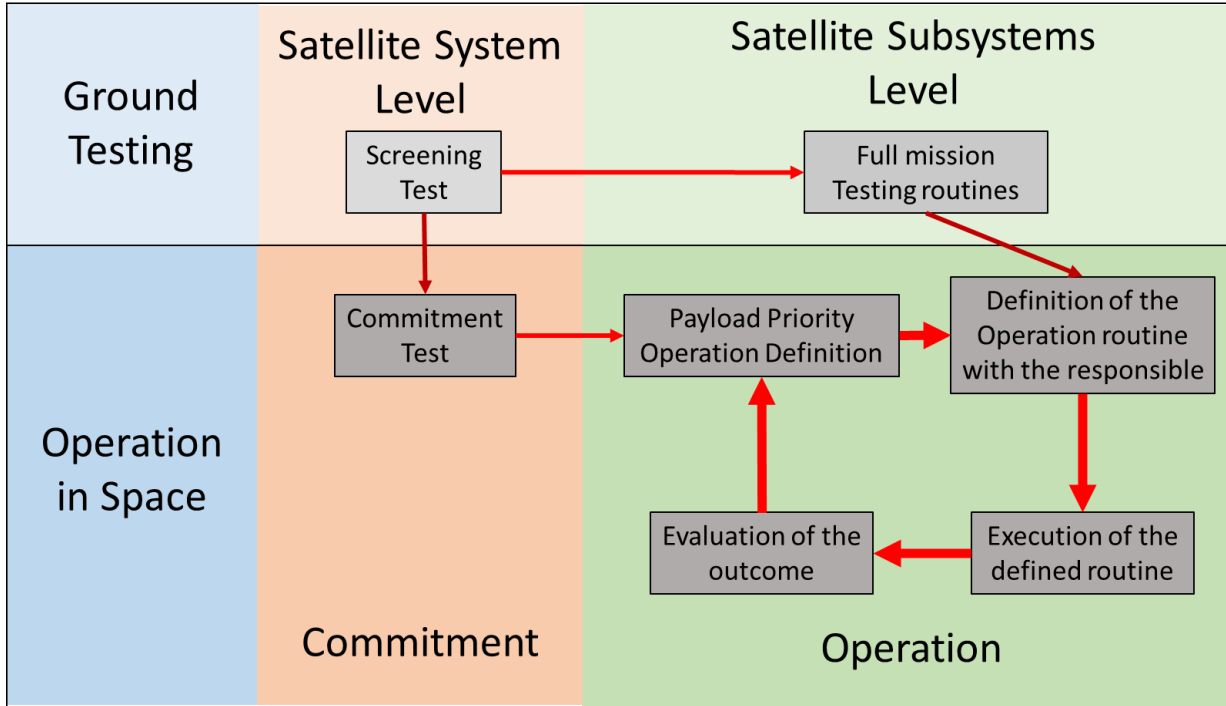 Ground
Testing
Satellite System
Level
Satellite Subsystems
Level
Screening
Test
Full mission
Testing routines
Operation
in Space
Commitment
Test
Payload Priority
Operation Definition
Definition of the
Operation routine
with the responsible
Evaluation of the
outcome
Execution of the
defined routine
Commitment
Operation